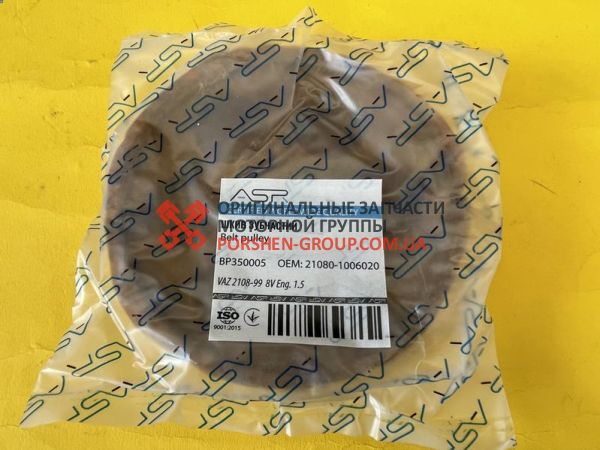 ASP
ОРИГИНАЛЬНЫЕ ЗАПЧАСТИ
ПОРШНЕВОЙ ГРУППЫ
PORSHEN-GROUP.COM.UA
Belt pulley
BP350005 OEM: 21080-1006020
VAZ 2108-99 8V Eng. 1.5
ISO
9001:2015